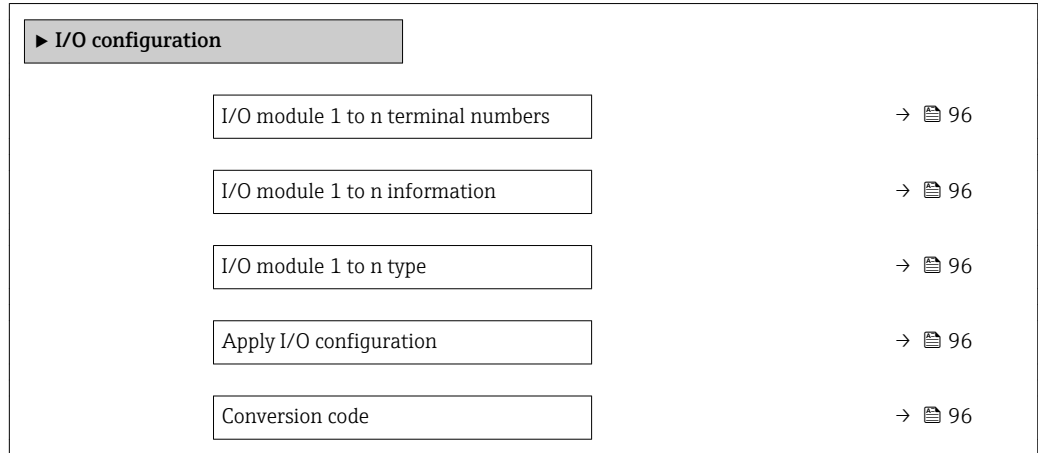 ► I/O configuration
I/O module 1 to n terminal numbers → 96
I/O module 1 to n information → 96
I/O module 1 to n type → 96
Apply I/O configuration → 96
Conversion code → 96